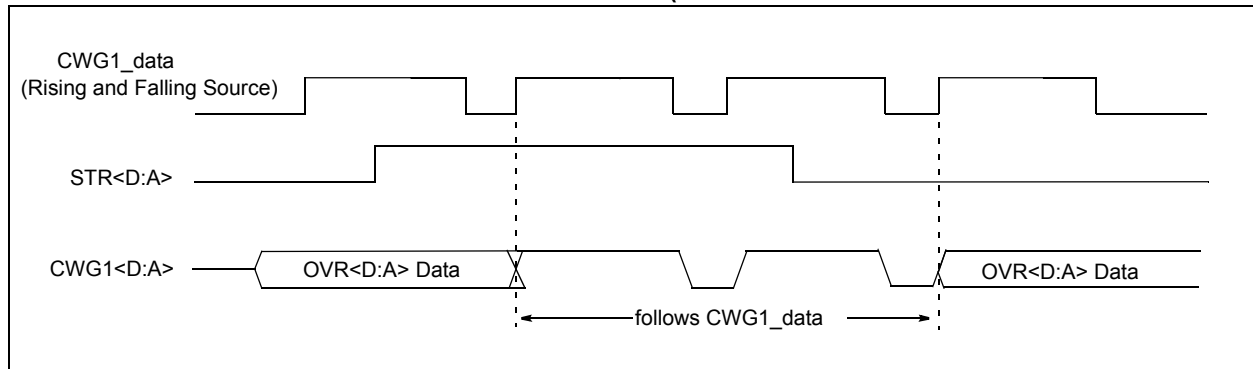 CWG1_data
(Rising and Falling Source)
STR<D:A>
CWG1<D:A>
OVR<D:A> Data
OVR<D:A> Data
follows CWG1_data